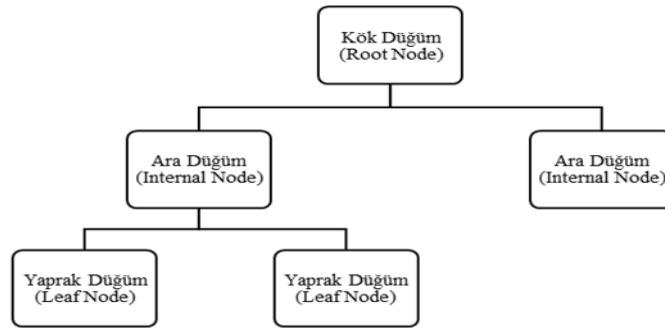 Kök Düğüm
(Root Node)
Ara Düğüm
(Internal Node)
Ara Düğüm
(Internal Node)
Yaprak Düğüm
(Leaf Node)
Yaprak Düğüm
(Leaf Node)